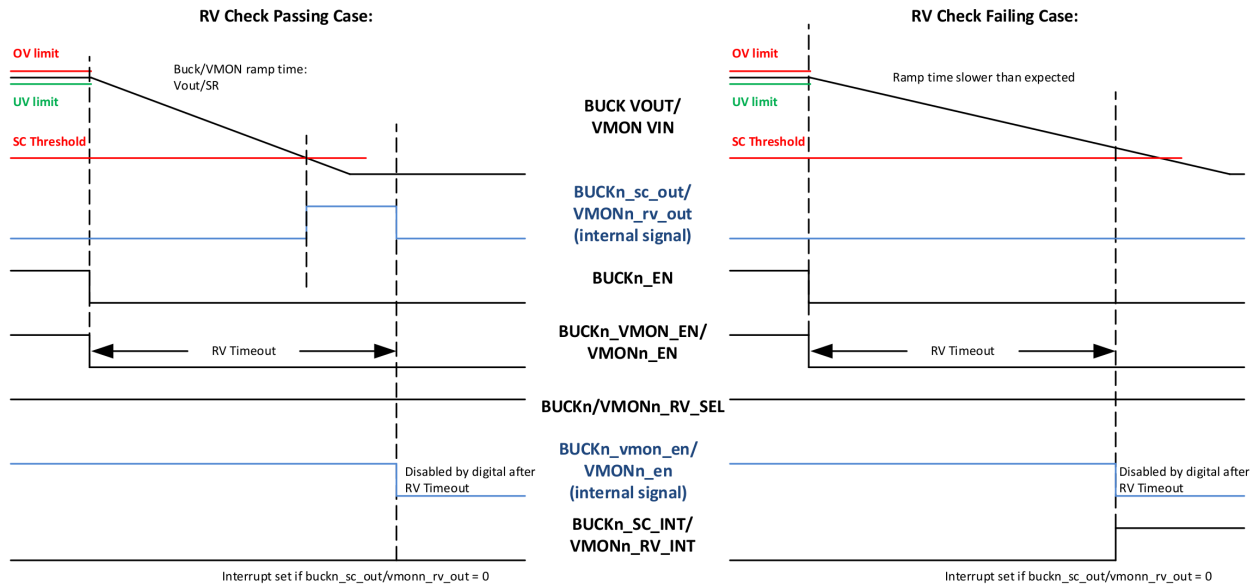 RV Check Passing Case:
RV Check Failing Case:
OV limit
Buck/VMON ramp time:
Vout/SR
UV limit
SC Threshold
OV limit
Ramp time slower than expected
UV limit
SC Threshold
BUCK VOUT/
VMON VIN
BUCKn_sc_out/
VMONn_rv_out
(internal signal)
BUCKn_EN
BUCKn_VMON_EN/
VMONn_EN
RV Timeout
RV Timeout
BUCKn/VMONn_RV_SEL
BUCKn_vmon_en/
VMONn_en
(internal signal)
Disabled by digital after
RV Timeout
Disabled by digital after
RV Timeout
BUCKn_SC_INT/
VMONn_RV_INT
Interrupt set if buckn_sc_out/vmonn_rv_out = 0
Interrupt set if buckn_sc_out/vmonn_rv_out = 0